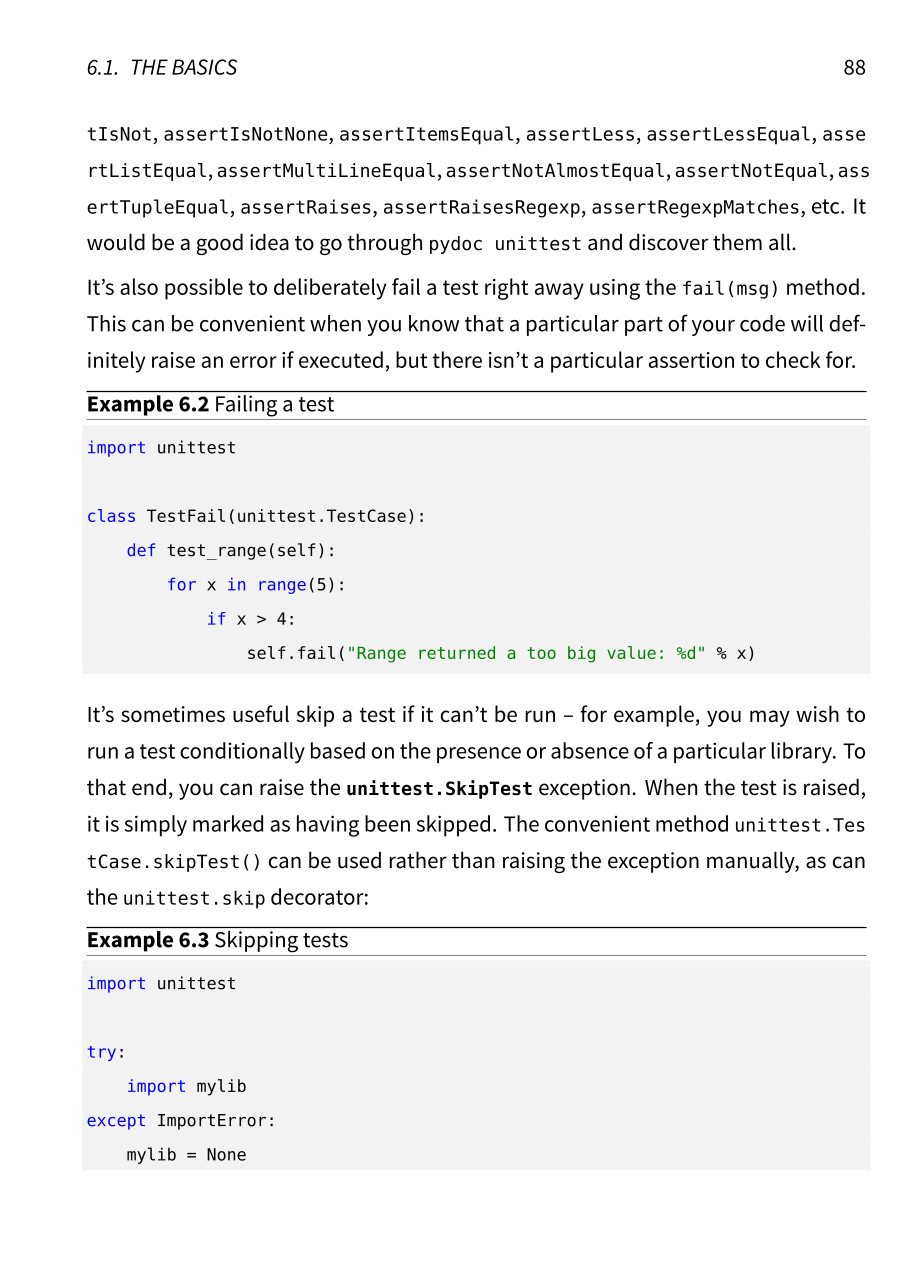 6.1. THE BASICS 88
tIsNot, assertIsNotNone, assertItemsEqual, assertLess, assertLessEqual, asse
rtListEqual, assertMultiLineEqual, assertNotAlmostEqual, assertNotEqual, ass
ertTupleEqual, assertRaises, assertRaisesRegexp, assertRegexpMatches, etc. It
would be a good idea to go through pydoc unittest and discover them all.
It’s also possible to deliberately fail a test right away using the fail(msg) method.
This can be convenient when you know that a particular part of your code will def-
initely raise an error if executed, but there isn’t a particular assertion to check for.
Example 6.2 Failing a test
import unittest
class TestFail(unittest.TestCase):
    def test_range(self):
        for x in range(5):
            if x > 4:
                self.fail("Range returned a too big value: %d" % x)
It’s sometimes useful skip a test if it can’t be run – for example, you may wish to
run a test conditionally based on the presence or absence of a particular library. To
that end, you can raise the unittest.SkipTest exception. When the test is raised,
it is simply marked as having been skipped. The convenient method unittest.Tes
tCase.skipTest() can be used rather than raising the exception manually, as can
the unittest.skip decorator:
Example 6.3 Skipping tests
import unittest
try:
    import mylib
except ImportError:
    mylib = None